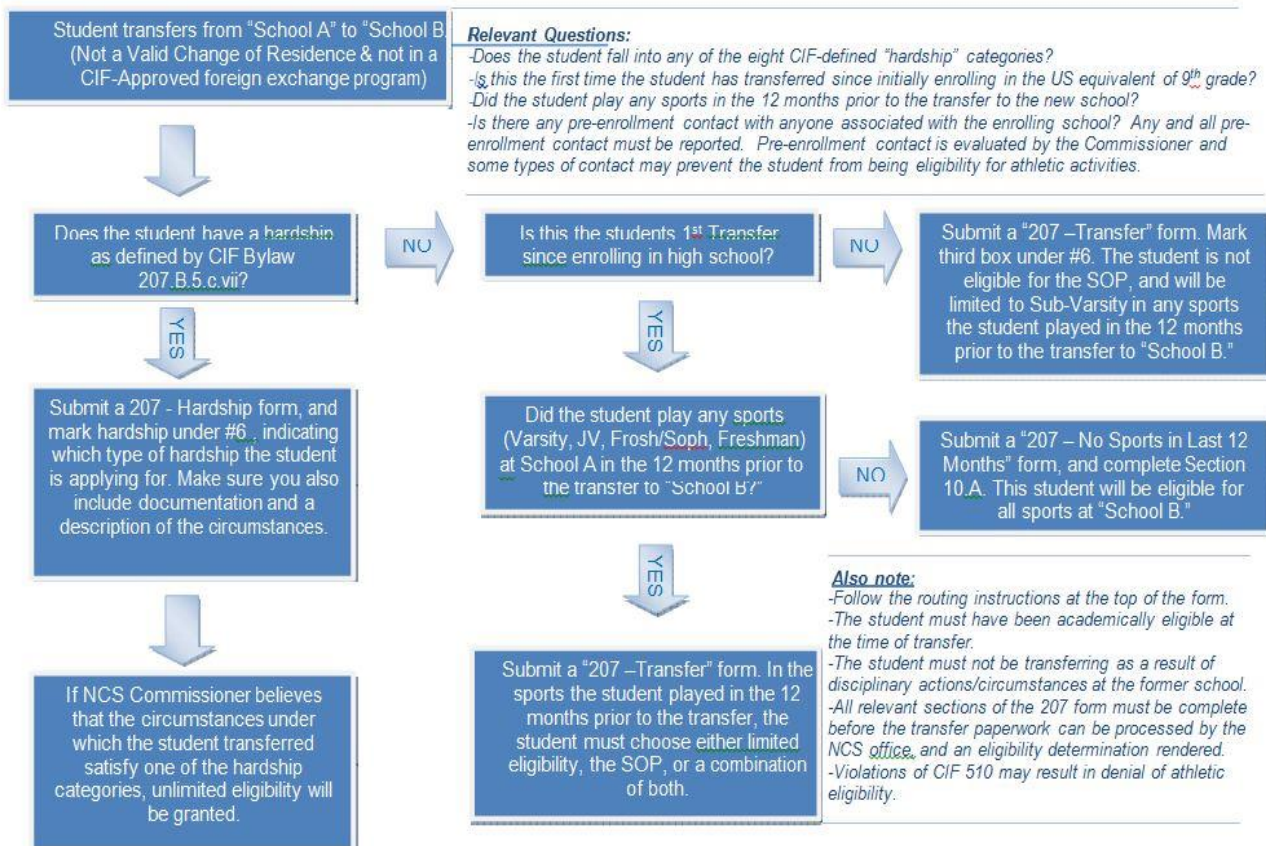 Student transfers from "School A" to "School B.
(Not a Valid Change of Residence & not in a
CIF-Approved foreign exchange program)
Relevant Questions:
-Does the student fall into any of the eight CIF-defined "hardship" categories?
-Is this the first time the student has transferred since initially enrolling in the US equivalent of 9th grade?
-Did the student play any sports in the 12 months prior to the transfer to the new school?
-Is there any pre-enrollment contact with anyone associated with the enrolling school? Any and all pre-
enrollment contact must be reported. Pre-enrollment contact is evaluated by the Commissioner and
some types of contact may prevent the student from being eligibility for athletic activities.
Does the student have a hardship
as defined by CIF Bylaw
207.B.5.c.vii?
NO
Is this the students 1st Transfer
since enrolling in high school?
NO
Submit a "207 –Transfer" form. Mark
third box under #6. The student is not
eligible for the SOP, and will be
limited to Sub-Varsity in any sports
the student played in the 12 months
prior to the transfer to "School B."
YES
YES
Submit a 207 - Hardship form, and
mark hardship under #6 , indicating
which type of hardship the student
is applying for. Make sure you also
include documentation and a
description of the circumstances.
Did the student play any sports
(Varsity, JV, Frosh/Soph, Freshman)
at School A in the 12 months prior to
the transfer to "School B?"
NO
Submit a "207 – No Sports in Last 12
Months" form, and complete Section
10.A. This student will be eligible for
all sports at "School B."
YES
If NCS Commissioner believes
that the circumstances under
which the student transferred
satisfy one of the hardship
categories, unlimited eligibility will
be granted.
Submit a "207 –Transfer" form. In the
sports the student played in the 12
months prior to the transfer, the
student must choose either limited
eligibility, the SOP, or a combination
of both.
Also note:
-Follow the routing instructions at the top of the form.
-The student must have been academically eligible at
the time of transfer.
-The student must not be transferring as a result of
disciplinary actions/circumstances at the former school.
-All relevant sections of the 207 form must be complete
before the transfer paperwork can be processed by the
NCS office, and an eligibility determination rendered.
-Violations of CIF 510 may result in denial of athletic
eligibility.